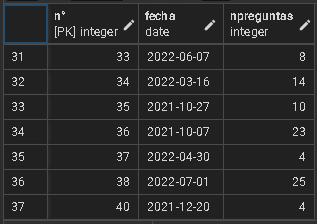 n° fecha npreguntas
[PK] integer date integer
31 33 2022-06-07 8
32 34 2022-03-16 14
33 35 2021-10-27 10
34 36 2021-10-07 23
35 37 2022-04-30 4
36 38 2022-07-01 25
37 40 2021-12-20 4